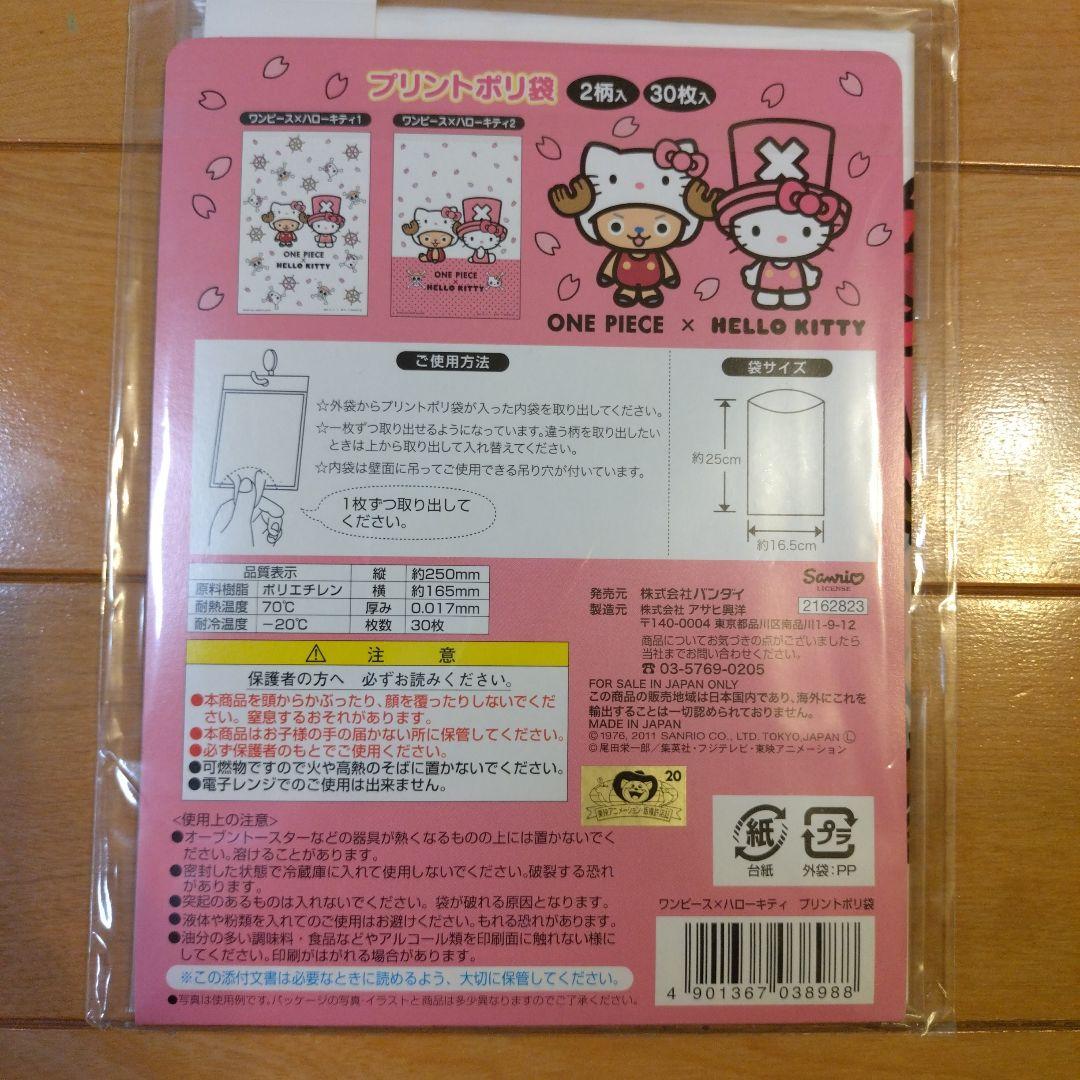 プリントポリ袋 2柄入 30枚入
ワンピース×ハローキティ1
ワンピース×ハローキティ2
ONE PIECE
×
HELLO KITTY
ONE PIECE
×
HELLO KITTY
ONE PIECE × HELLO KITTY
ご使用方法
☆外袋からプリントポリ袋が入った内袋を取り出してください。
☆一枚ずつ取り出せるようになっています。違う柄を取り出したい
ときは上から取り出して入れ替えてください。
☆内袋は壁面に吊ってご使用できる吊り穴が付いています。
1枚ずつ取り出して
ください。
袋サイズ
約25cm
約16.5cm
品質表示 縦 約250mm
原料樹脂 ポリエチレン 横 約165mm
耐熱温度 70℃ 厚み 0.017mm
耐冷温度 −20℃ 枚数 30枚
⚠ 注意
保護者の方へ 必ずお読みください。
●本商品を頭からかぶったり、顔を覆ったりしないでくだ
さい。窒息するおそれがあります。
●本商品はお子様の手の届かない所に保管してください。
●必ず保護者のもとでご使用ください。
●可燃物ですので火や高熱のそばに置かないでください。
●電子レンジでのご使用は出来ません。
<使用上の注意>
●オーブントースターなどの器具が熱くなるものの上には置かないでく
ださい。溶けることがあります。
●密封した状態で冷蔵庫に入れて使用しないでください。破裂する恐れ
があります。
●突起のあるものは入れないでください。袋が破れる原因となります。
●液体や粉類を入れてのご使用はお避けください。もれる恐れがあります。
●油分の多い調味料・食品などやアルコール類を印刷面に触れない様に
してください。印刷がはがれる場合があります。
※この添付文書は必要なときに読めるよう、大切に保管してください。
●写真は使用例です。パッケージの写真・イラストと商品は多少異なりますのでご了承ください。
発売元 株式会社バンダイ
製造元 株式会社 アサヒ興洋
〒140-0004 東京都品川区南品川1-9-12
商品についてお気づきの点がございましたら
当社までお問い合わせください。
☎ 03-5769-0205
Sanrio
LICENSE
2162823
FOR SALE IN JAPAN ONLY
この商品の販売地域は日本国内であり、海外にこれを
輸出することは一切認められておりません。
MADE IN JAPAN
©1976, 2011 SANRIO CO., LTD. TOKYO,JAPAN Ⓛ
©尾田栄一郎/集英社・フジテレビ・東映アニメーション
20
東映アニメーション・版権許諾証
紙
台紙
プラ
外袋:PP
ワンピース×ハローキティ プリントポリ袋
4 901367 038988